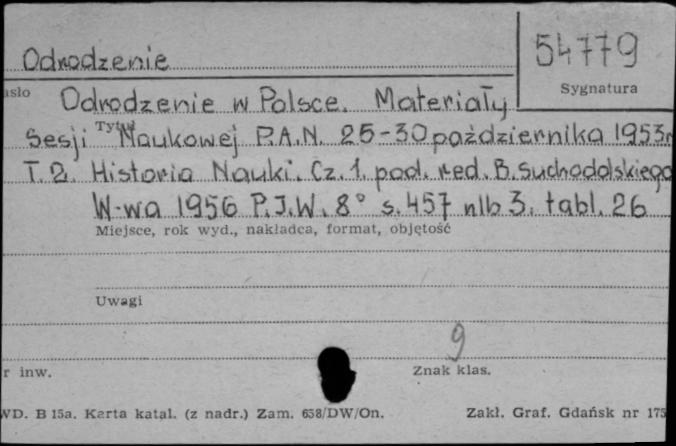 Odrodzenie
54779
asło
Sygnatura
Odrodzenie w Polsce. Materiały
Tytuł
Sesji Naukowej P.A.N. 25-30 października 1953r
T. 2. Historia Nauki. Cz. 1. pod. red. B. Suchodolskiego
W-wa 1956 P.I.W. 8° s. 457 nlb 3. tabl. 26
Miejsce, rok wyd., nakładca, format, objętość
Uwagi
9
r inw.
Znak klas.
WD. B 15a. Karta katal. (z nadr.) Zam. 658/DW/On.
Zakł. Graf. Gdańsk nr 175